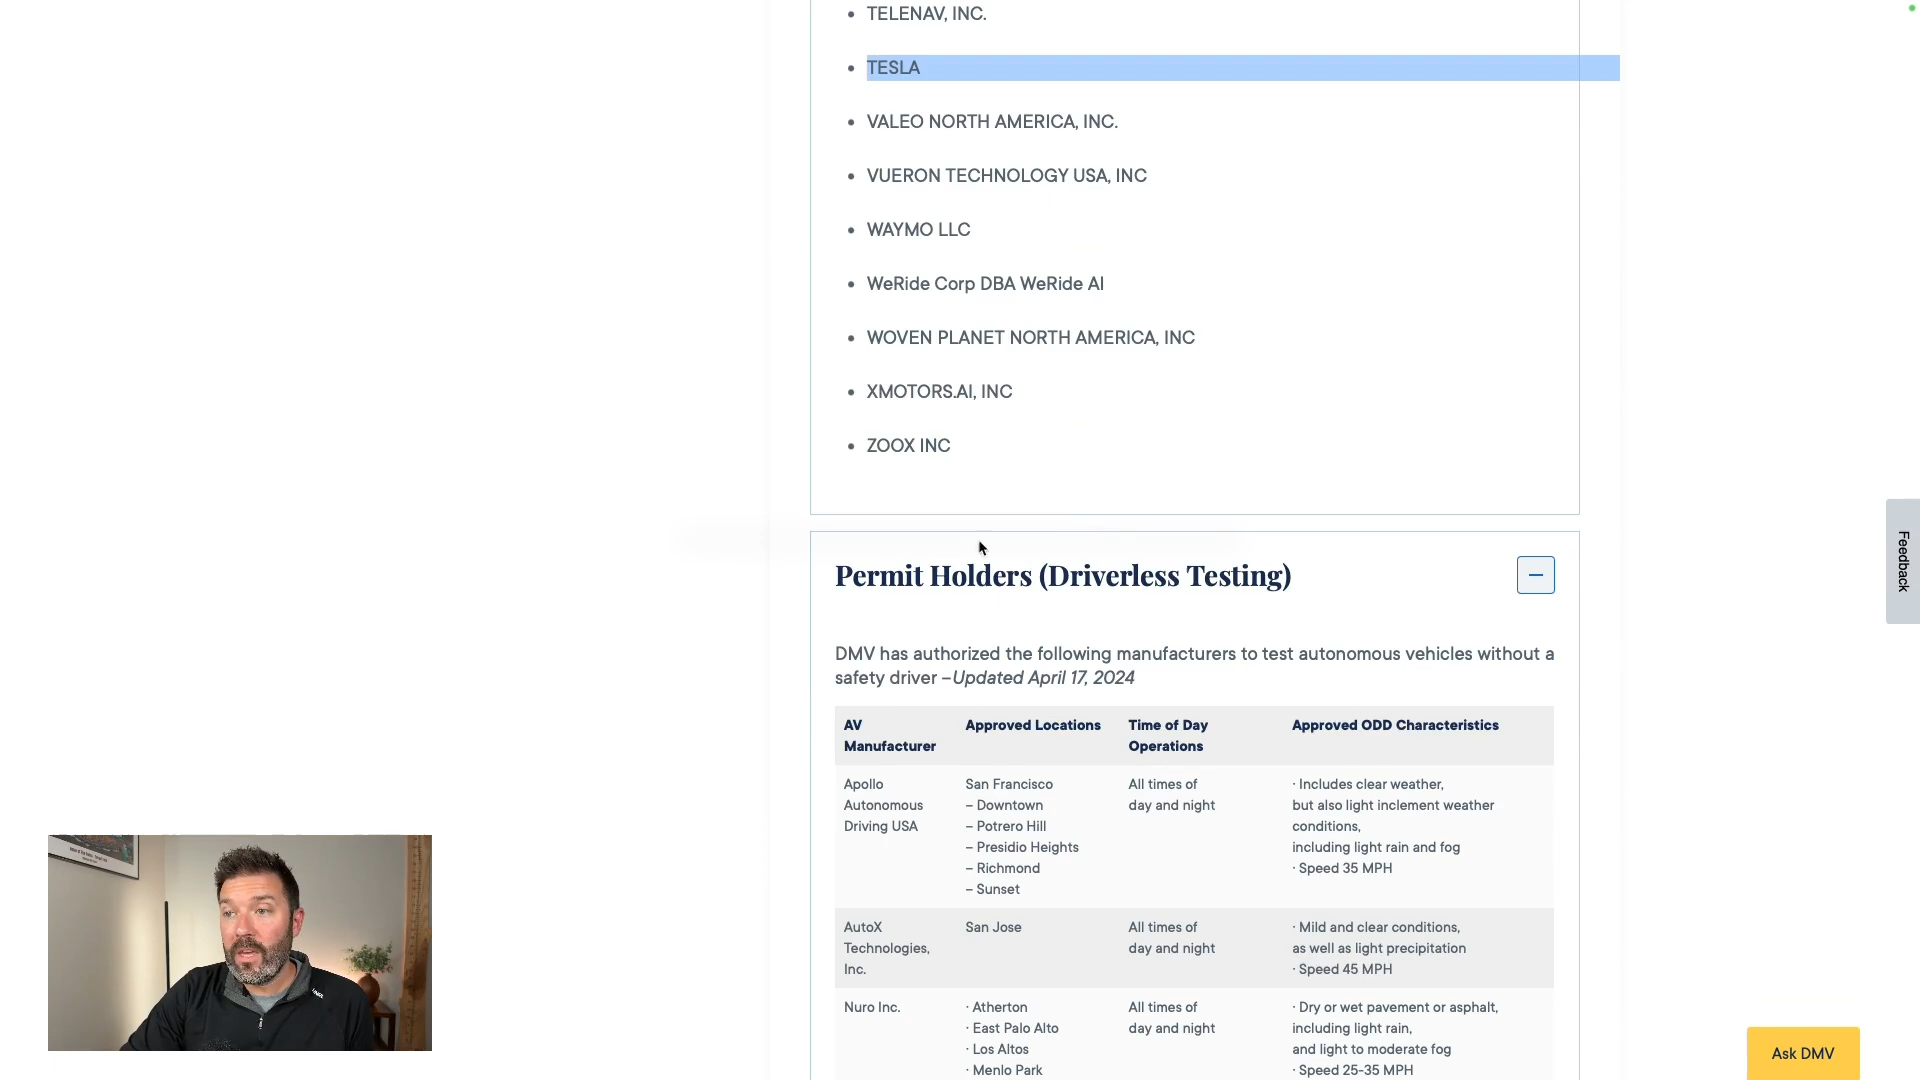 • TELENAV, INC.
• TESLA
• VALEO NORTH AMERICA, INC.
• VUERON TECHNOLOGY USA, INC
• WAYMO LLC
• WeRide Corp DBA WeRide AI
• WOVEN PLANET NORTH AMERICA, INC
• XMOTORS.AI, INC
• ZOOX INC
Permit Holders (Driverless Testing)
DMV has authorized the following manufacturers to test autonomous vehicles without a
safety driver –Updated April 17, 2024
AV Manufacturer
Approved Locations
Time of Day Operations
Approved ODD Characteristics
Apollo
Autonomous
Driving USA
San Francisco
– Downtown
– Potrero Hill
– Presidio Heights
– Richmond
– Sunset
All times of
day and night
· Includes clear weather,
but also light inclement weather
conditions,
including light rain and fog
· Speed 35 MPH
AutoX
Technologies,
Inc.
San Jose
All times of
day and night
· Mild and clear conditions,
as well as light precipitation
· Speed 45 MPH
Nuro Inc.
· Atherton
· East Palo Alto
· Los Altos
· Menlo Park
All times of
day and night
· Dry or wet pavement or asphalt,
including light rain,
and light to moderate fog
· Speed 25-35 MPH
Feedback
Ask DMV